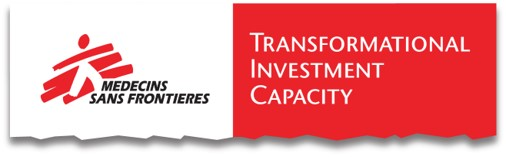 MEDECINS
SANS FRONTIERES
TRANSFORMATIONAL
INVESTMENT
CAPACITY